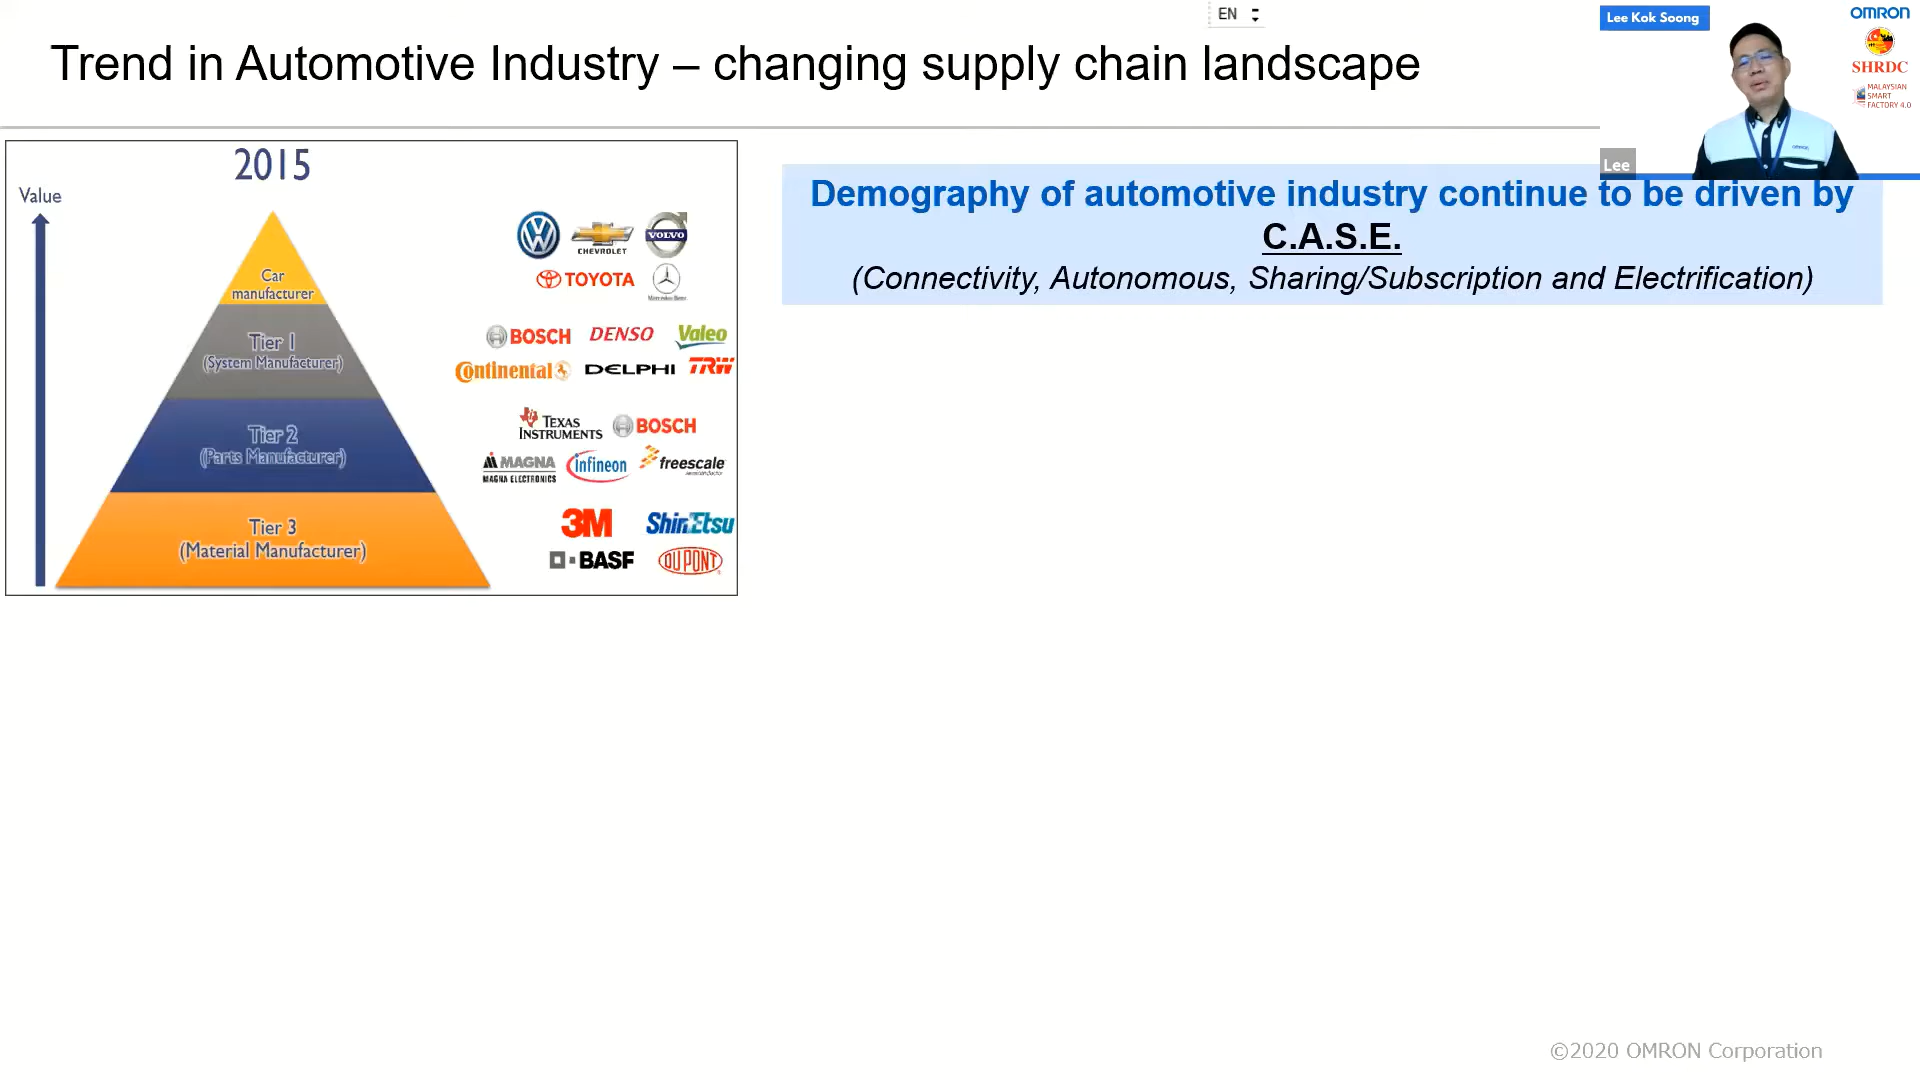 EN
Trend in Automotive Industry – changing supply chain landscape
Lee Kok Soong
OMRON
SHRDC
MALAYSIAN
SMART
FACTORY 4.0
OMRON
Lee
2015
Value
Car
manufacturer
Tier 1
(System Manufacturer)
Tier 2
(Parts Manufacturer)
Tier 3
(Material Manufacturer)
CHEVROLET
VOLVO
TOYOTA
Mercedes-Benz
BOSCH DENSO Valeo
Continental DELPHI TRW
TEXAS
INSTRUMENTS
BOSCH
MAGNA
MAGNA ELECTRONICS
infineon
freescale
3M ShinEtsu
BASF DUPONT
Demography of automotive industry continue to be driven by
C.A.S.E.
(Connectivity, Autonomous, Sharing/Subscription and Electrification)
©2020 OMRON Corporation